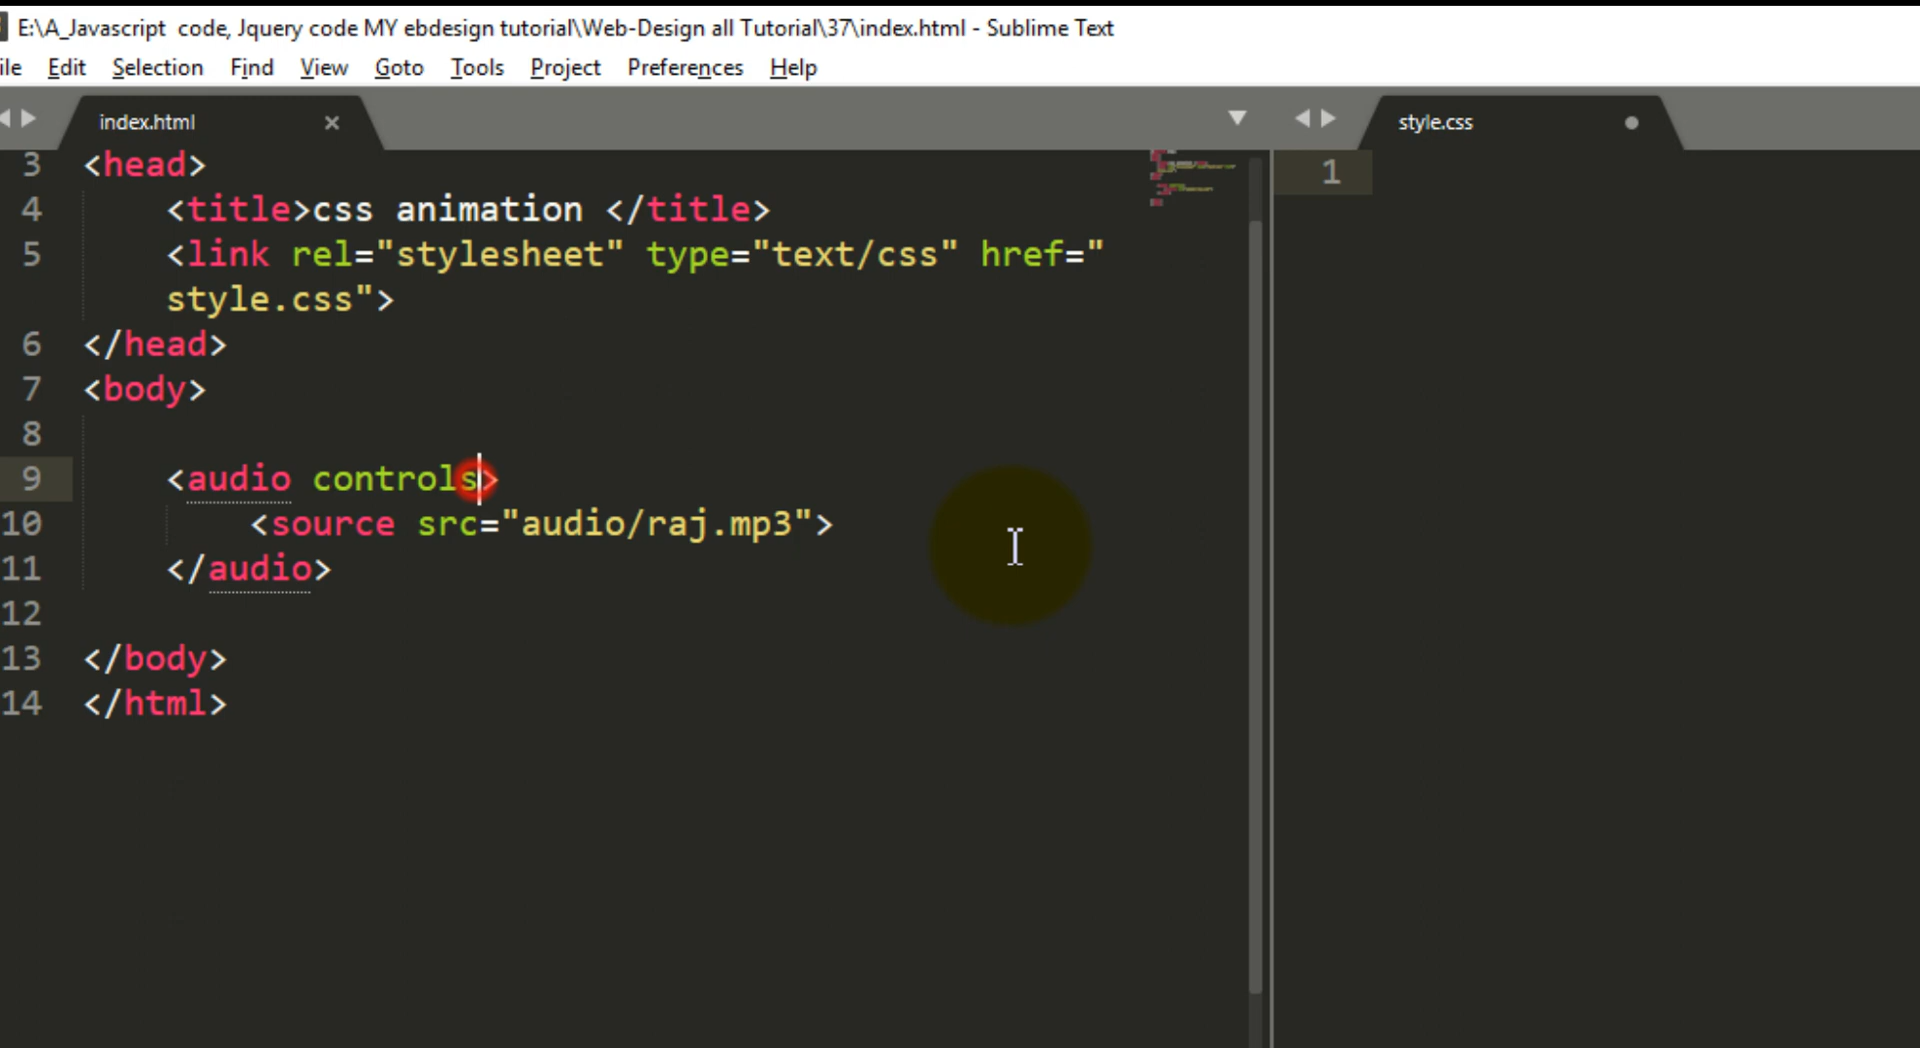 E:\A_Javascript  code, Jquery code MY ebdesign tutorial\Web-Design all Tutorial\37\index.html - Sublime Text
ile Edit Selection Find View Goto Tools Project Preferences Help
index.html × style.css
3 <head>
4 <title>css animation </title>
5 <link rel="stylesheet" type="text/css" href="
style.css">
6 </head>
7 <body>
8
9 <audio controls>
10 <source src="audio/raj.mp3">
11 </audio>
12
13 </body>
14 </html>
1